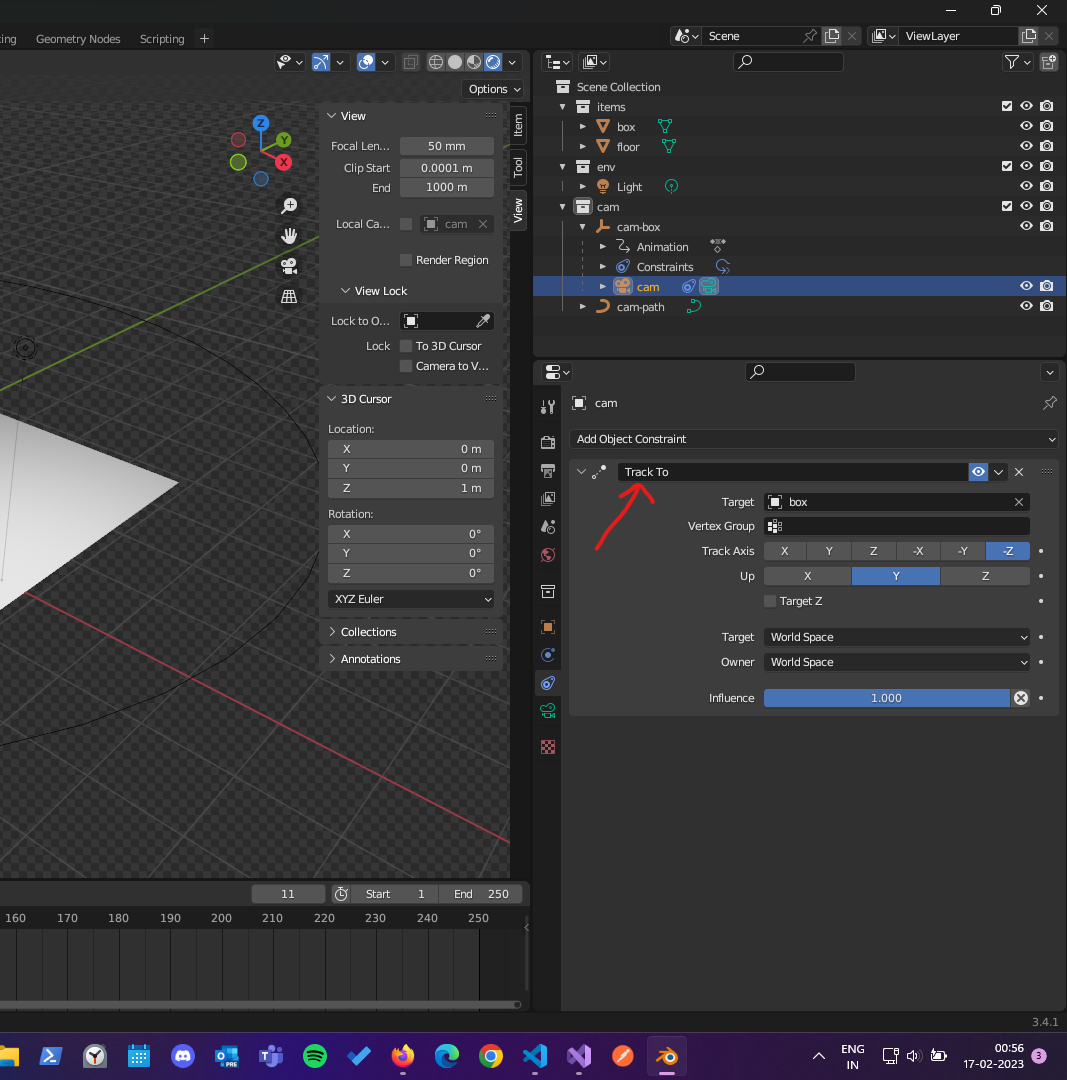 ing Geometry Nodes Scripting + Scene ViewLayer
Options
Scene Collection
items
box
floor
env
Light
cam
cam-box
Animation
Constraints
cam
cam-path
Z
Y
X
View
Focal Len... 50 mm
Clip Start 0.0001 m
End 1000 m
Local Ca... cam
Render Region
View Lock
Lock to O...
Lock To 3D Cursor
Camera to V...
3D Cursor
Location:
X 0 m
Y 0 m
Z 1 m
Rotation:
X 0°
Y 0°
Z 0°
XYZ Euler
Collections
Annotations
Item
Tool
View
cam
Add Object Constraint
Track To
Target box
Vertex Group
Track Axis X Y Z -X -Y -Z
Up X Y Z
Target Z
Target World Space
Owner World Space
Influence 1.000
11 Start 1 End 250
160 170 180 190 200 210 220 230 240 250
3.4.1
PRE
ENG
IN
00:56
17-02-2023
3